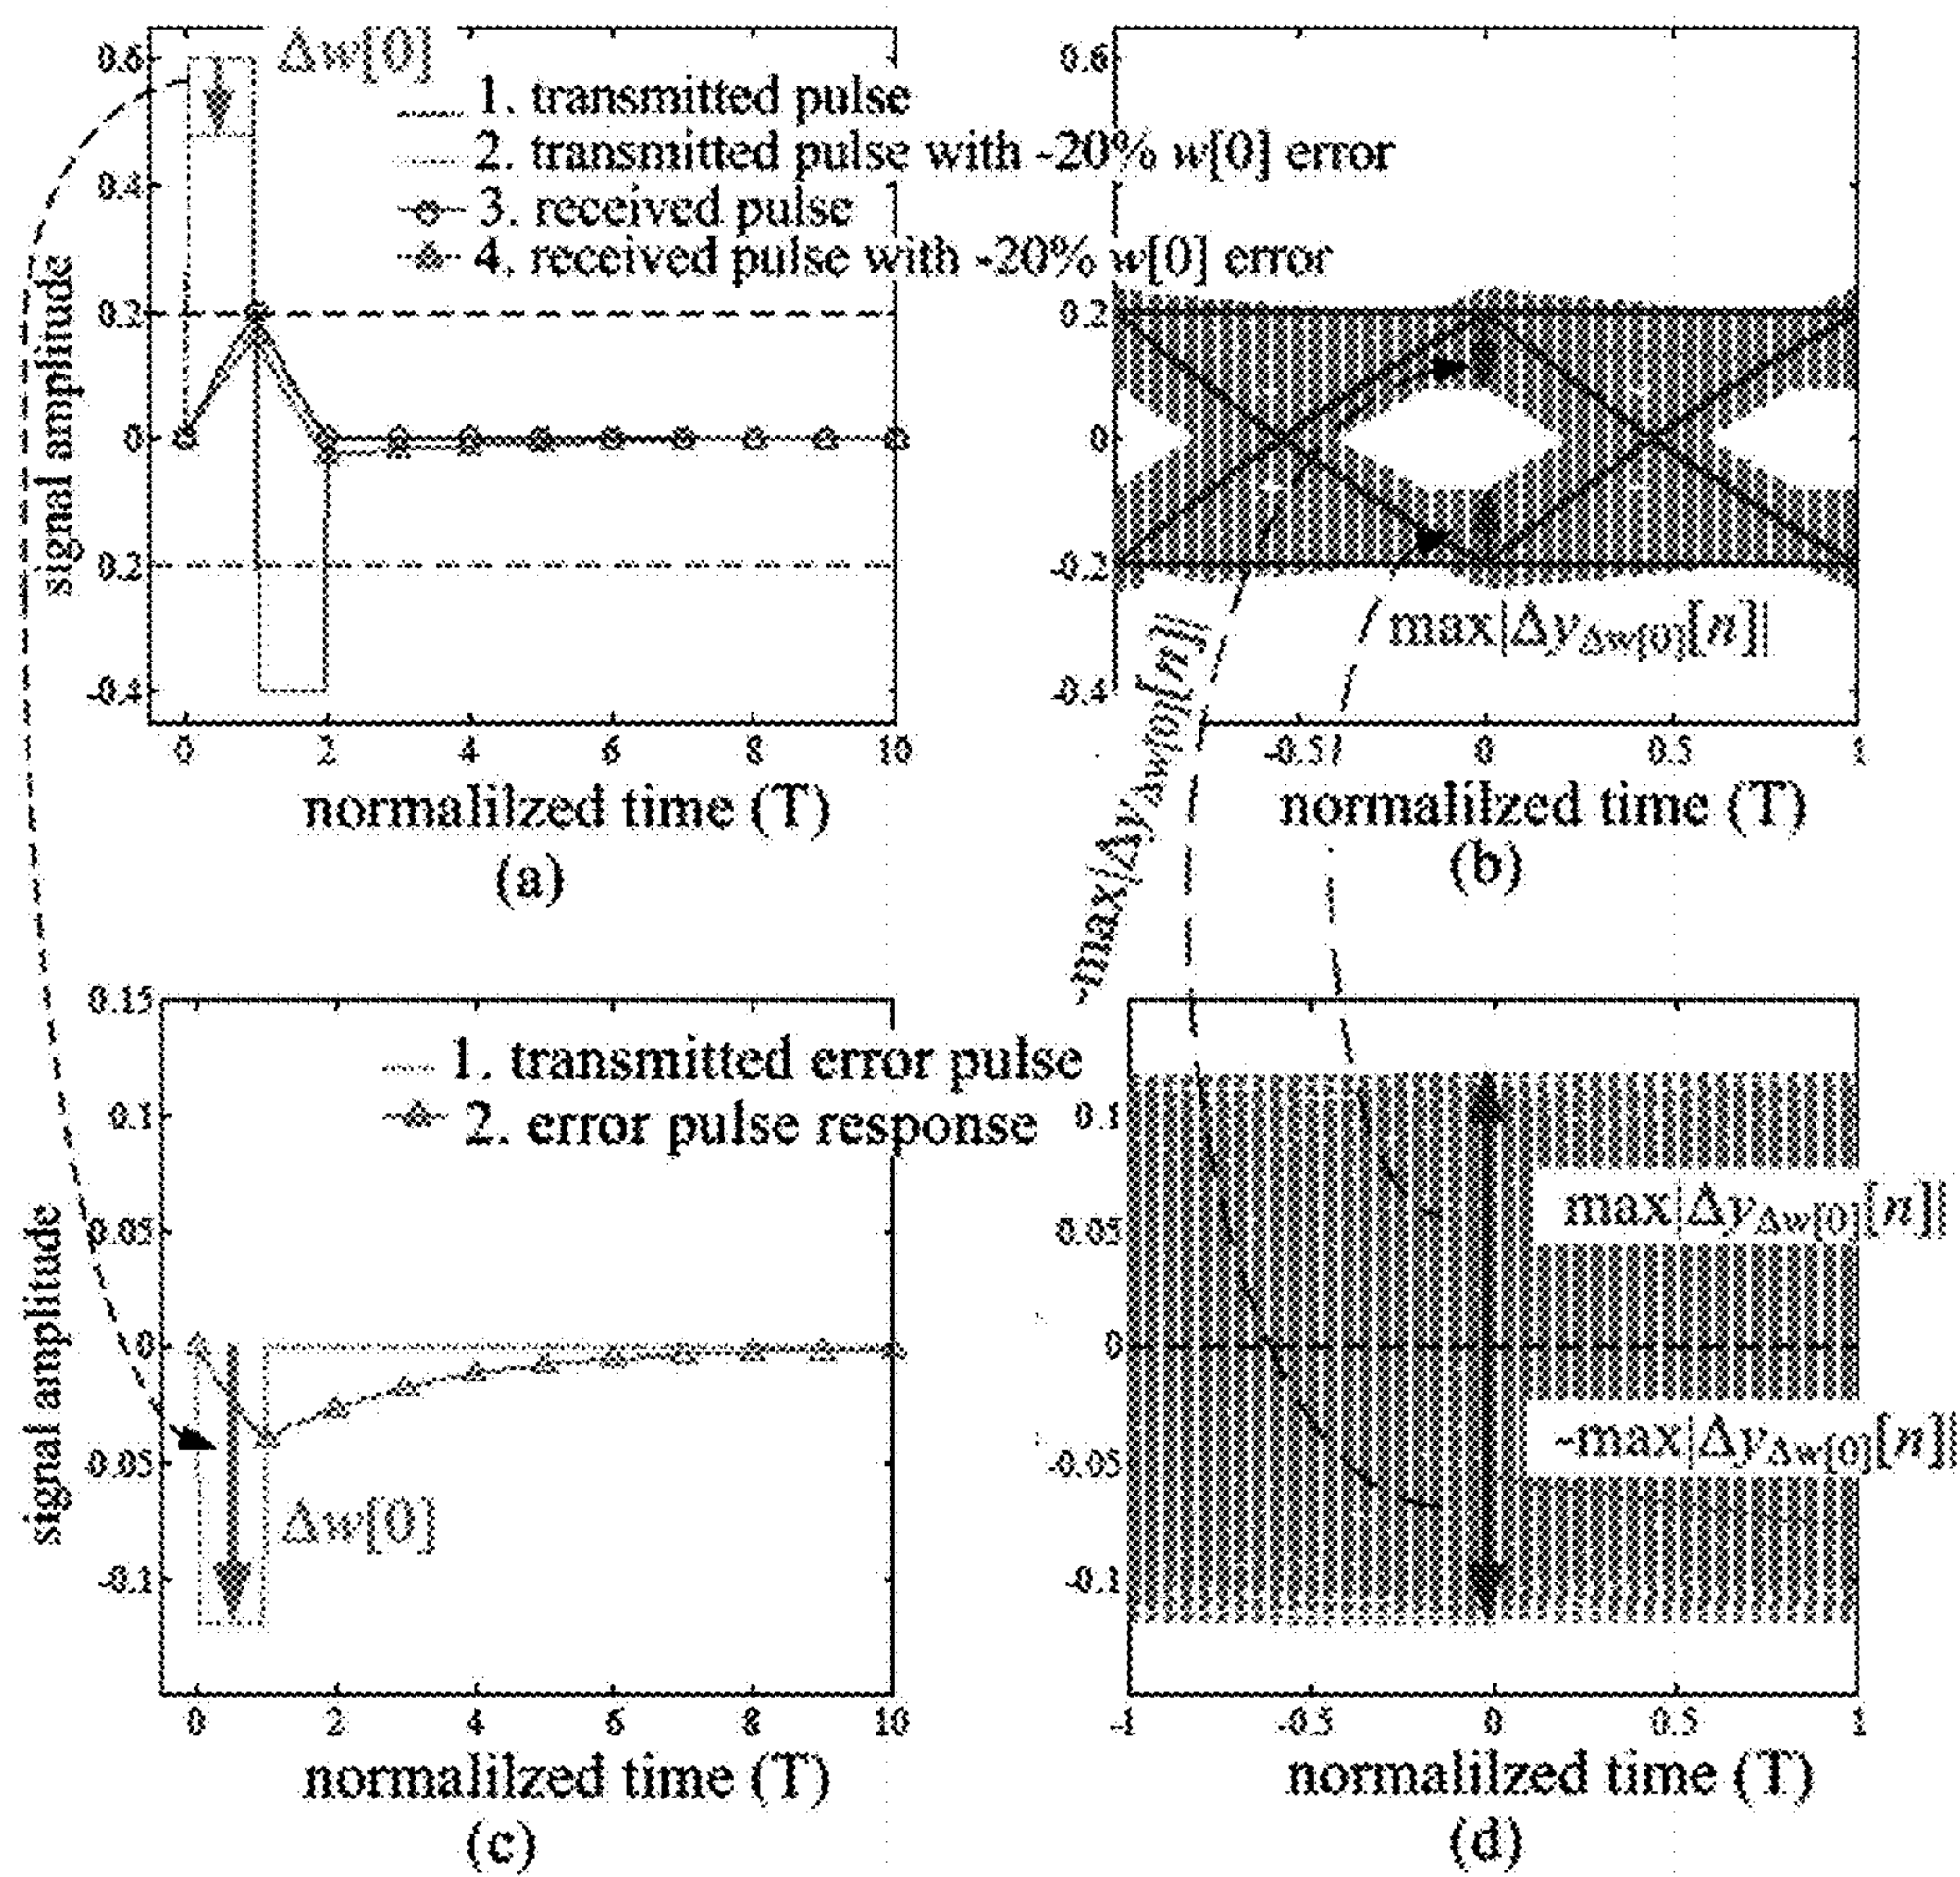 Δw[0]
1. transmitted pulse
2. transmitted pulse with -20% w[0] error
3. received pulse
4. received pulse with -20% w[0] error
signal amplitude
0.6
0.4
0.2
0
0.2
-0.4
0 2 4 6 8 10
normalilzed time (T)
(a)
0.6
0.2
0
-0.2
-0.4
max|ΔyΔw[0][n]|
-max|ΔyΔw[0][n]|
-0.5 0 0.5 1
normalilzed time (T)
(b)
1. transmitted error pulse
2. error pulse response
signal amplitude
0.15
0.1
0.05
0
-0.05
-0.1
Δw[0]
0 2 4 6 8 10
normalilzed time (T)
(c)
0.1
0.05
0
-0.05
-0.1
max|ΔyΔw[0][n]|
-max|ΔyΔw[0][n]|
-1 -0.5 0 0.5 1
normalilzed time (T)
(d)